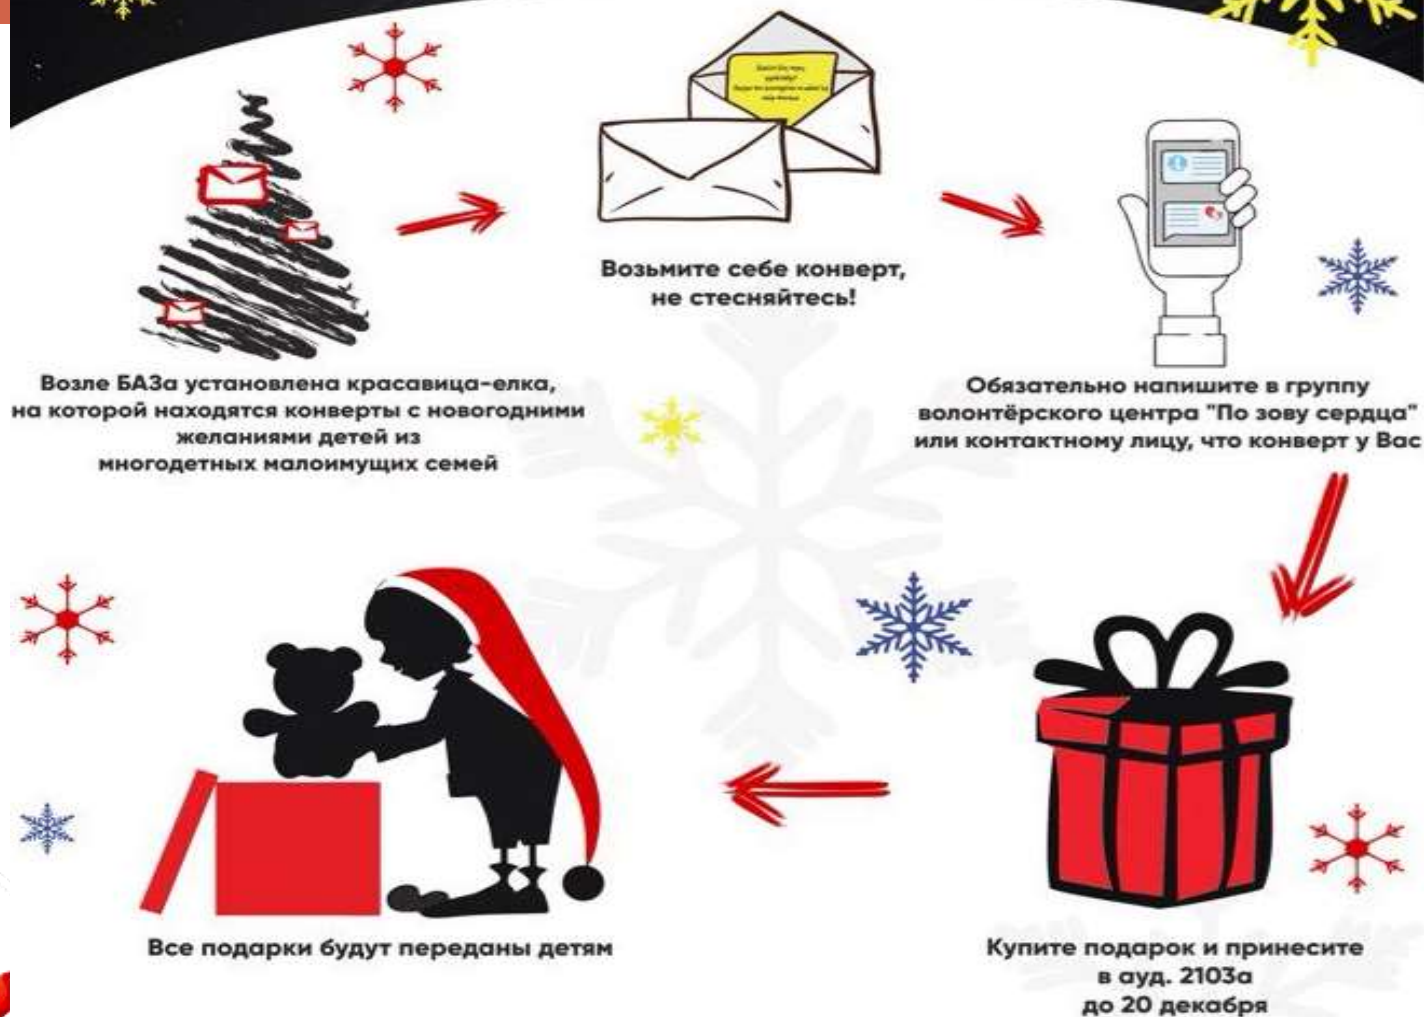 Возле БАЗа установлена красавица-елка,
на которой находятся конверты с новогодними
желаниями детей из
многодетных малоимущих семей
Возьмите себе конверт,
не стесняйтесь!
Обязательно напишите в группу
волонтёрского центра "По зову сердца"
или контактному лицу, что конверт у Вас
Купите подарок и принесите
в ауд. 2103а
до 20 декабря
Все подарки будут переданы детям